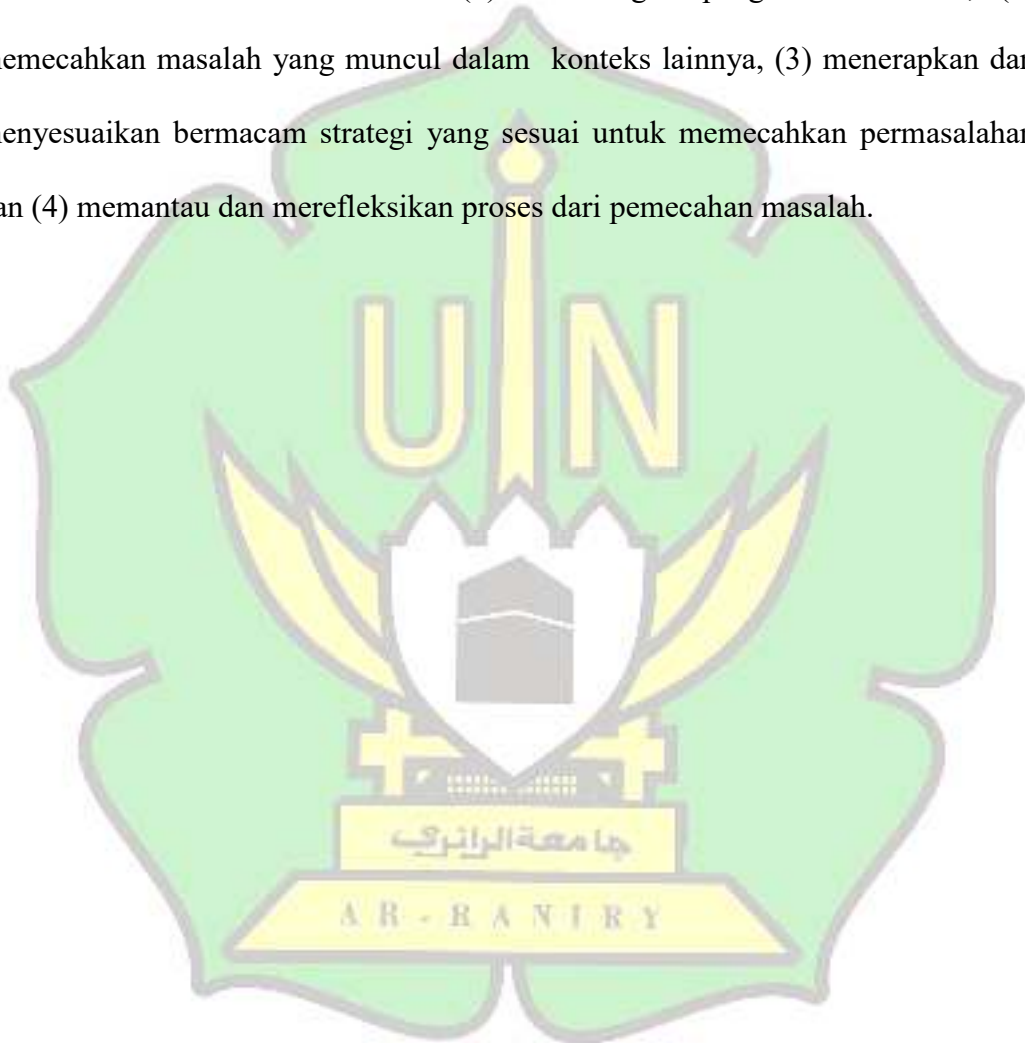 memecahkan masalah yang muncul dalam konteks lainnya, (3) menerapkan dan
menyesuaikan bermacam strategi yang sesuai untuk memecahkan permasalahan
dan (4) memantau dan merefleksikan proses dari pemecahan masalah.
UIN
جامعة الرانري
AR-RANIRY